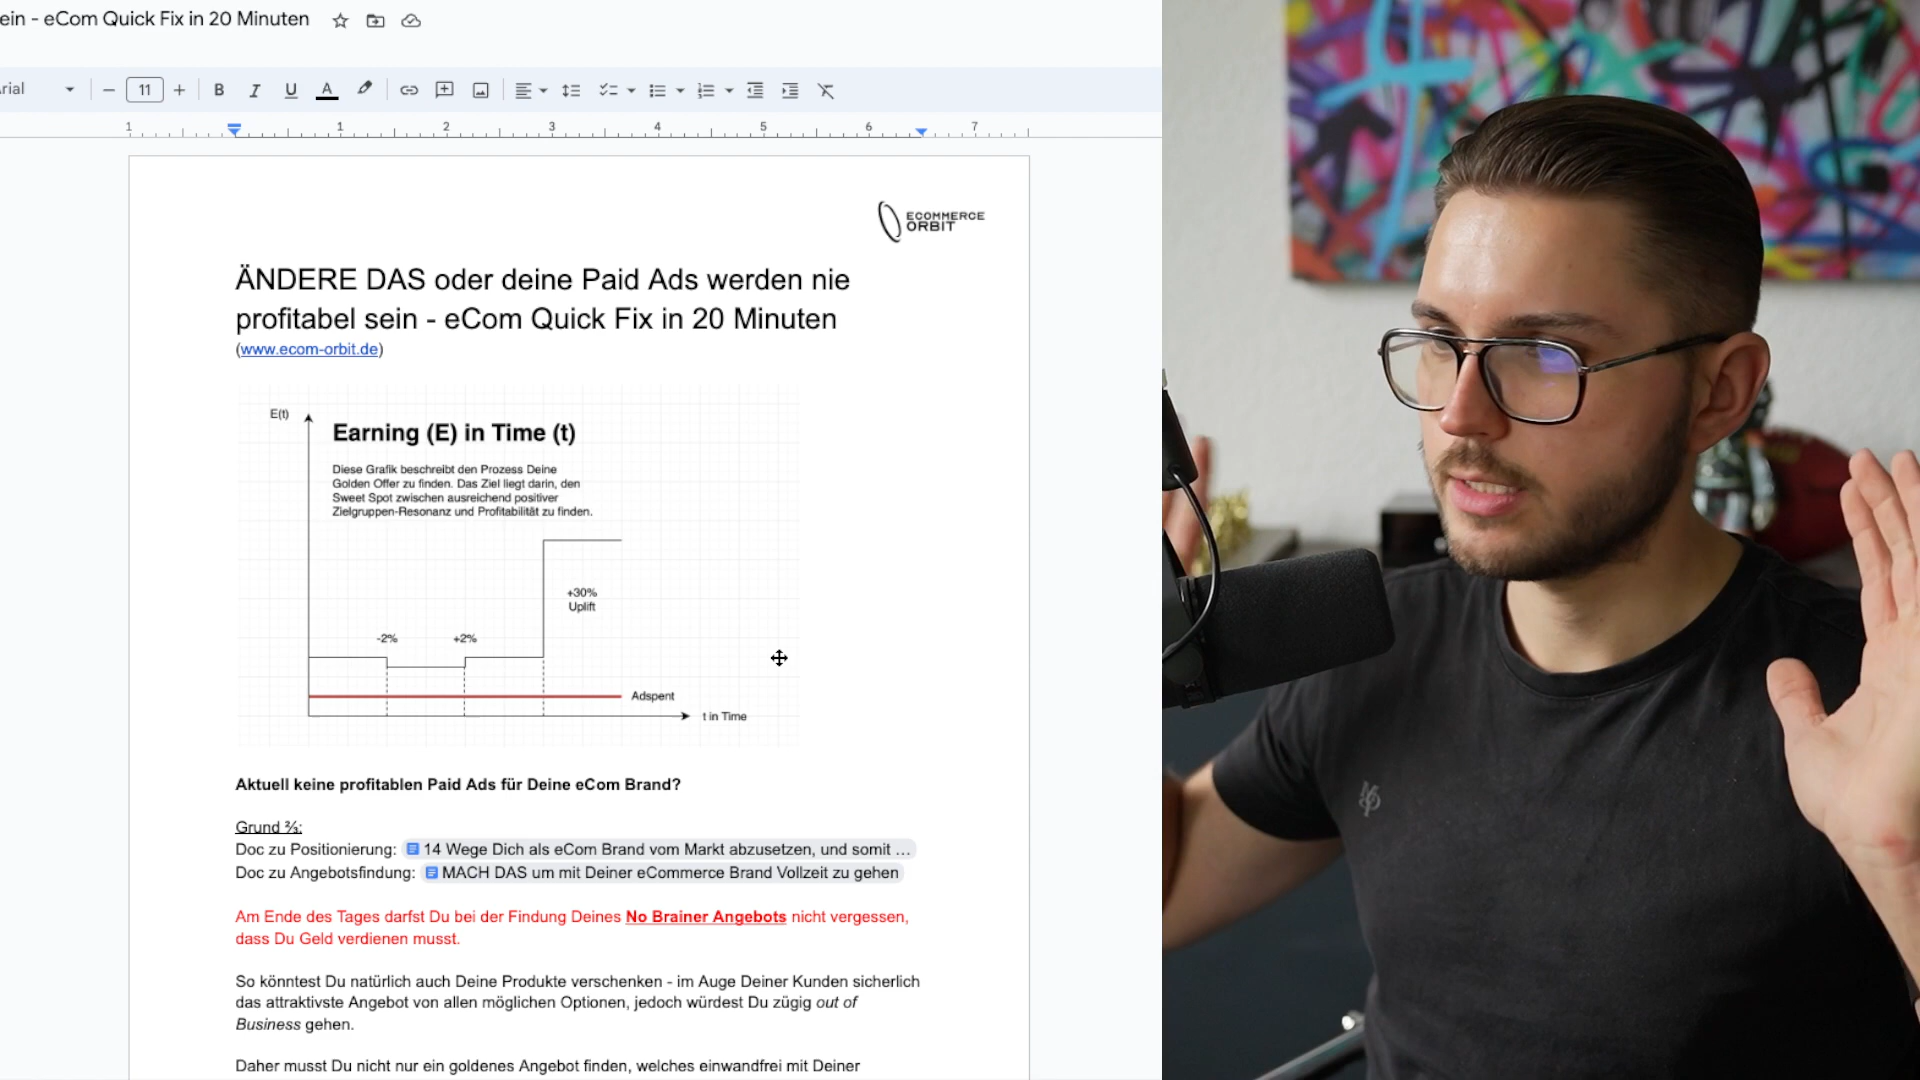 ein - eCom Quick Fix in 20 Minuten
rial
11
B I U A
1 1 2 3 4 5 6 7
ECOMMERCE
ORBIT
ÄNDERE DAS oder deine Paid Ads werden nie
profitabel sein - eCom Quick Fix in 20 Minuten
(www.ecom-orbit.de)
E(t)
Earning (E) in Time (t)
Diese Grafik beschreibt den Prozess Deine
Golden Offer zu finden. Das Ziel liegt darin, den
Sweet Spot zwischen ausreichend positiver
Zielgruppen-Resonanz und Profitabilität zu finden.
+30%
Uplift
-2%
+2%
Adspent
t in Time
Aktuell keine profitablen Paid Ads für Deine eCom Brand?
Grund ⅔:
Doc zu Positionierung: 14 Wege Dich als eCom Brand vom Markt abzusetzen, und somit ...
Doc zu Angebotsfindung: MACH DAS um mit Deiner eCommerce Brand Vollzeit zu gehen
Am Ende des Tages darfst Du bei der Findung Deines No Brainer Angebots nicht vergessen,
dass Du Geld verdienen musst.
So könntest Du natürlich auch Deine Produkte verschenken - im Auge Deiner Kunden sicherlich
das attraktivste Angebot von allen möglichen Optionen, jedoch würdest Du zügig out of
Business gehen.
Daher musst Du nicht nur ein goldenes Angebot finden, welches einwandfrei mit Deiner